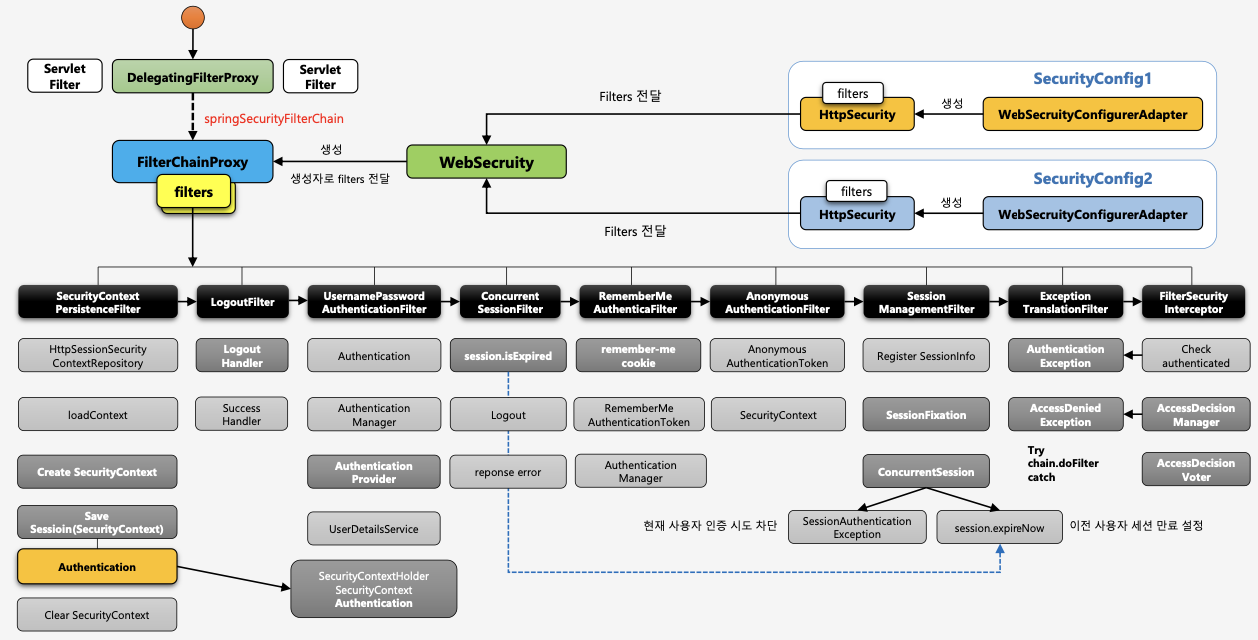 Servlet
Filter
DelegatingFilterProxy
Servlet
Filter
springSecurityFilterChain
FilterChainProxy
filters
생성
생성자로 filters 전달
WebSecruity
Filters 전달
Filters 전달
SecurityConfig1
filters
HttpSecurity
생성
WebSecruityConfigurerAdapter
SecurityConfig2
filters
HttpSecurity
생성
WebSecruityConfigurerAdapter
SecurityContext
PersistenceFilter
LogoutFilter
UsernamePassword
AuthenticationFilter
Concurrent
SessionFilter
RememberMe
AuthenticaFilter
Anonymous
AuthenticationFilter
Session
ManagementFilter
Exception
TranslationFilter
FilterSecurity
Interceptor
HttpSessionSecurity
ContextRepository
Logout
Handler
Authentication
session.isExpired
remember-me
cookie
Anonymous
AuthenticationToken
Register SessionInfo
Authentication
Exception
Check
authenticated
loadContext
Success
Handler
Authentication
Manager
Logout
RememberMe
AuthenticationToken
SecurityContext
SessionFixation
AccessDenied
Exception
AccessDecision
Manager
Create SecurityContext
Authentication
Provider
reponse error
Authentication
Manager
ConcurrentSession
Try
chain.doFilter
catch
AccessDecision
Voter
Save
Sessioin(SecurityContext)
UserDetailsService
현재 사용자 인증 시도 차단
SessionAuthentication
Exception
session.expireNow
이전 사용자 세션 만료 설정
Authentication
SecurityContextHolder
SecurityContext
Authentication
Clear SecurityContext